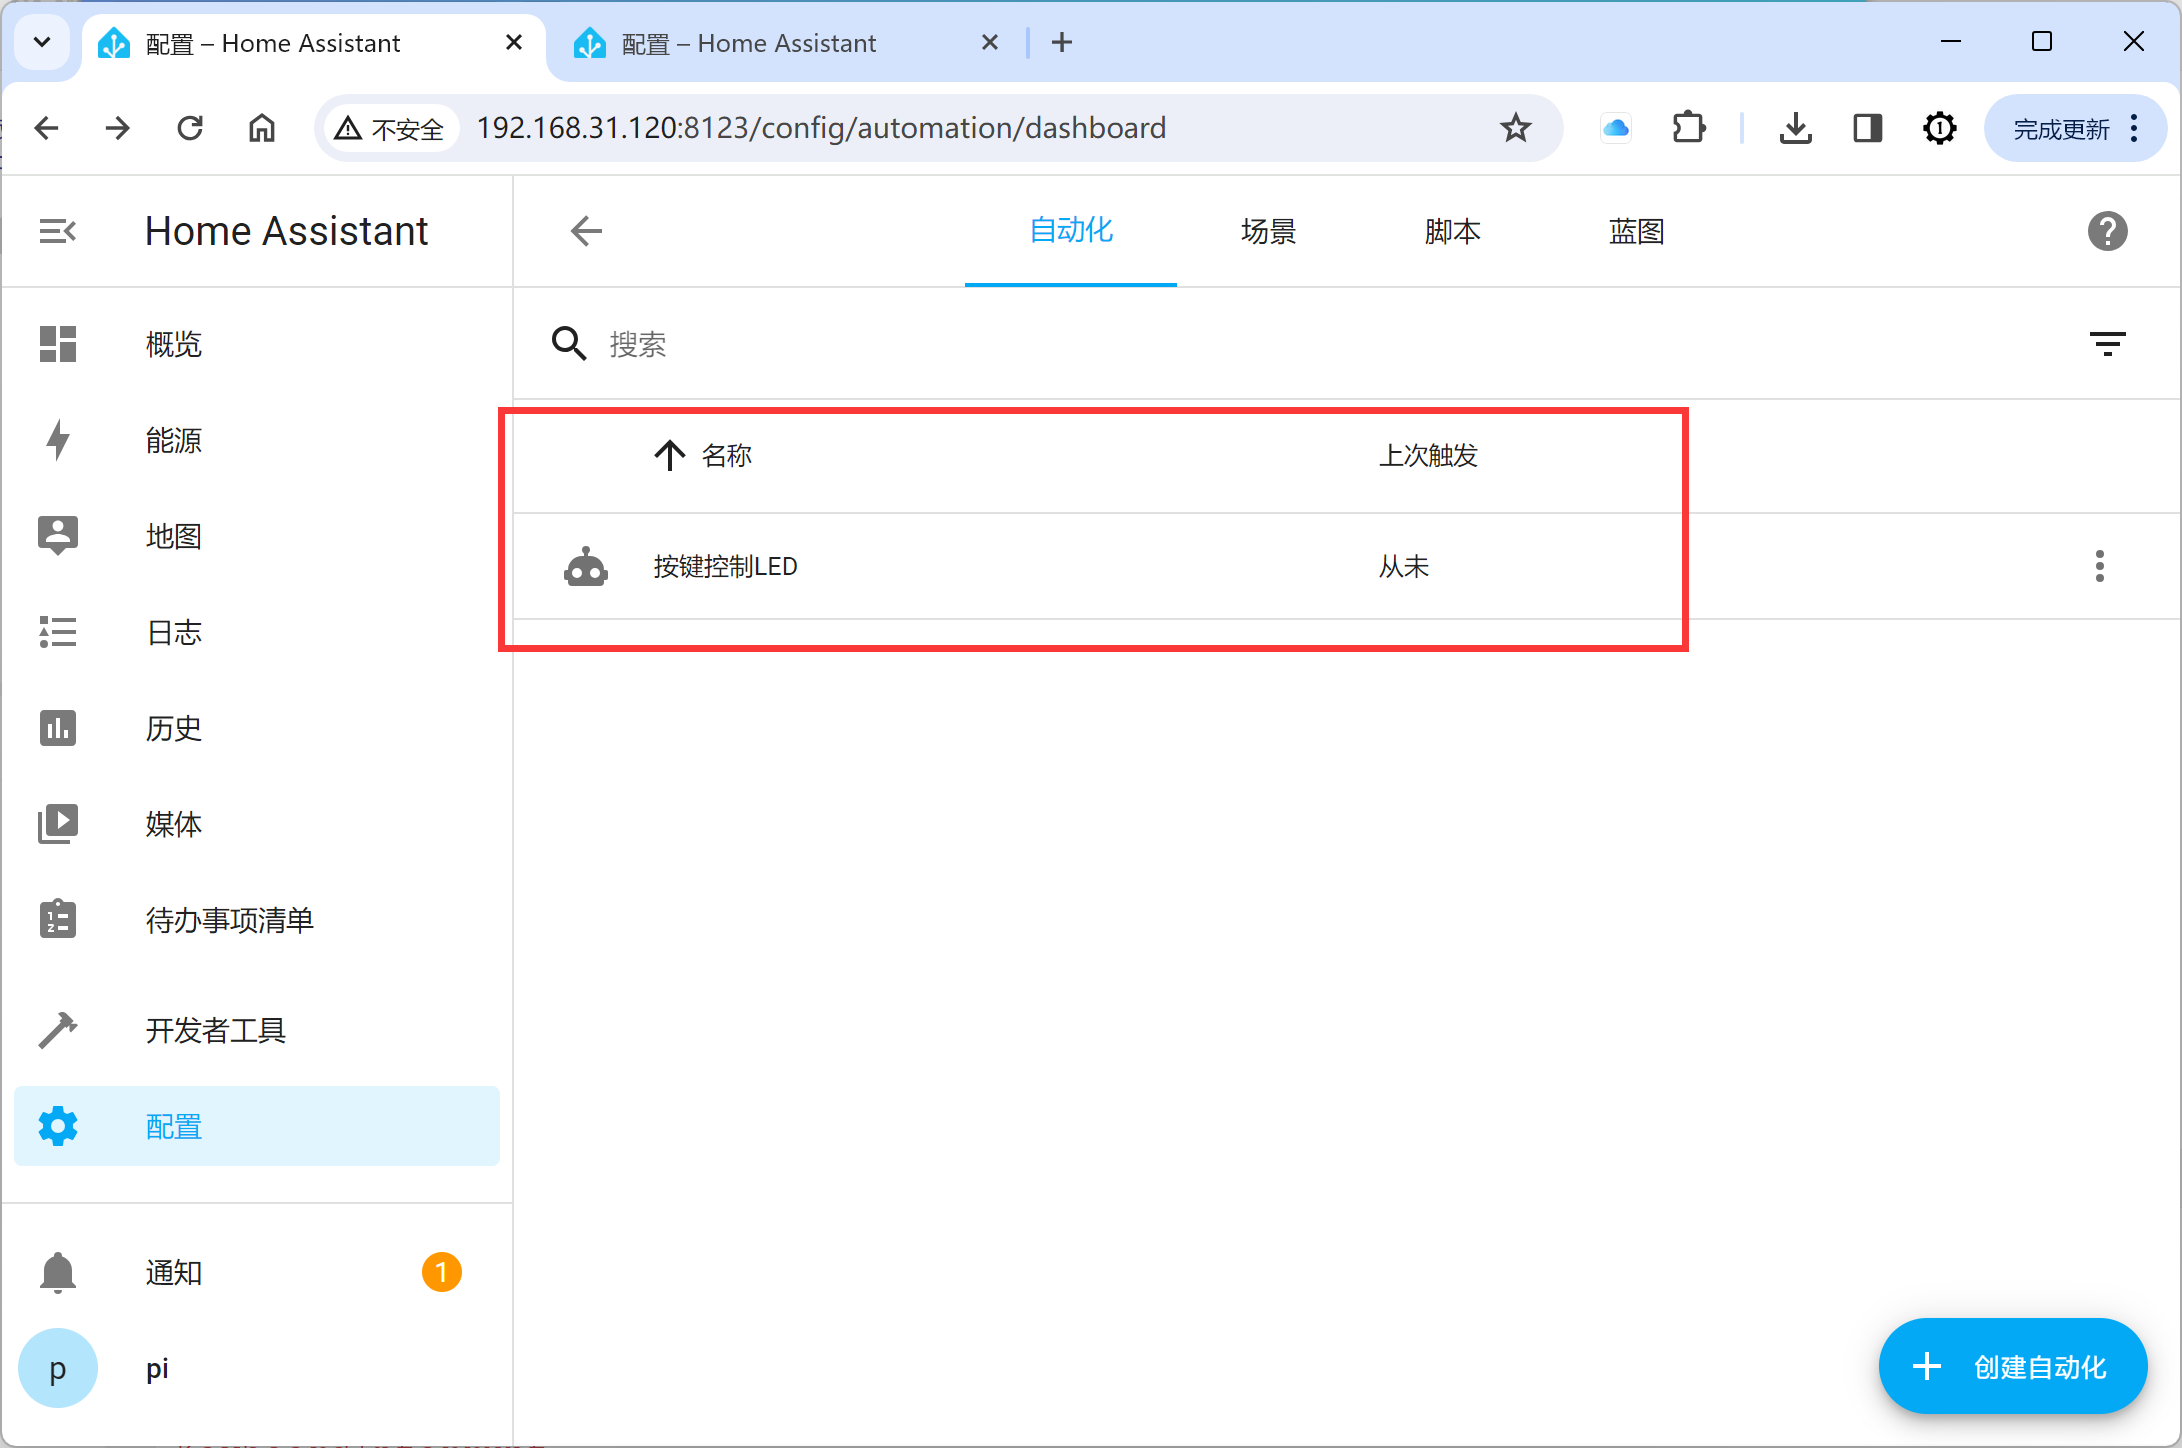 配置 – Home Assistant
配置 – Home Assistant
不安全
192.168.31.120:8123/config/automation/dashboard
完成更新
Home Assistant
自动化
场景
脚本
蓝图
搜索
概览
能源
地图
日志
历史
媒体
待办事项清单
开发者工具
配置
通知
1
p
pi
名称
上次触发
按键控制LED
从未
创建自动化